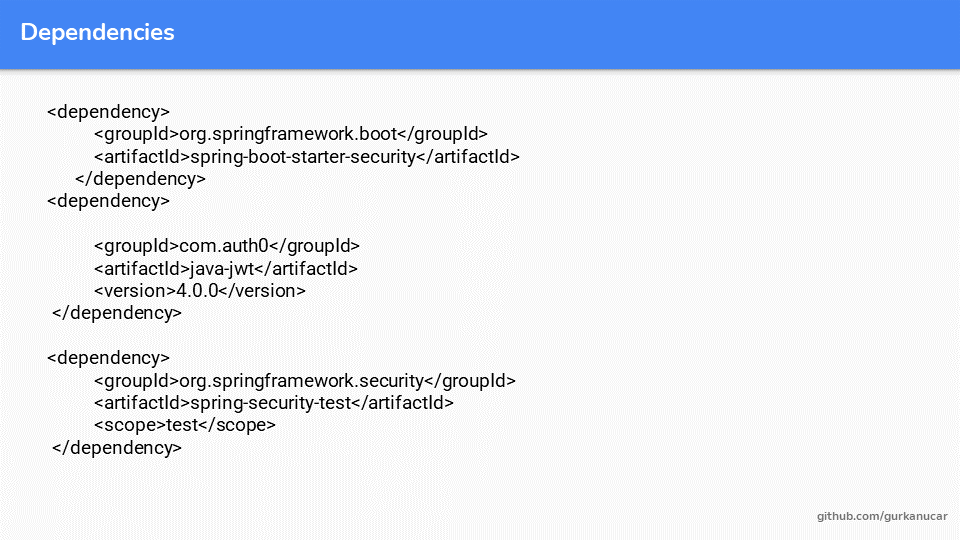 Dependencies
<dependency>
<groupId>org.springframework.boot</groupId>
<artifactId>spring-boot-starter-security</artifactId>
</dependency>
<dependency>
<groupId>com.auth0</groupId>
<artifactId>java-jwt</artifactId>
<version>4.0.0</version>
</dependency>
<dependency>
<groupId>org.springframework.security</groupId>
<artifactId>spring-security-test</artifactId>
<scope>test</scope>
</dependency>
github.com/gurkanucar